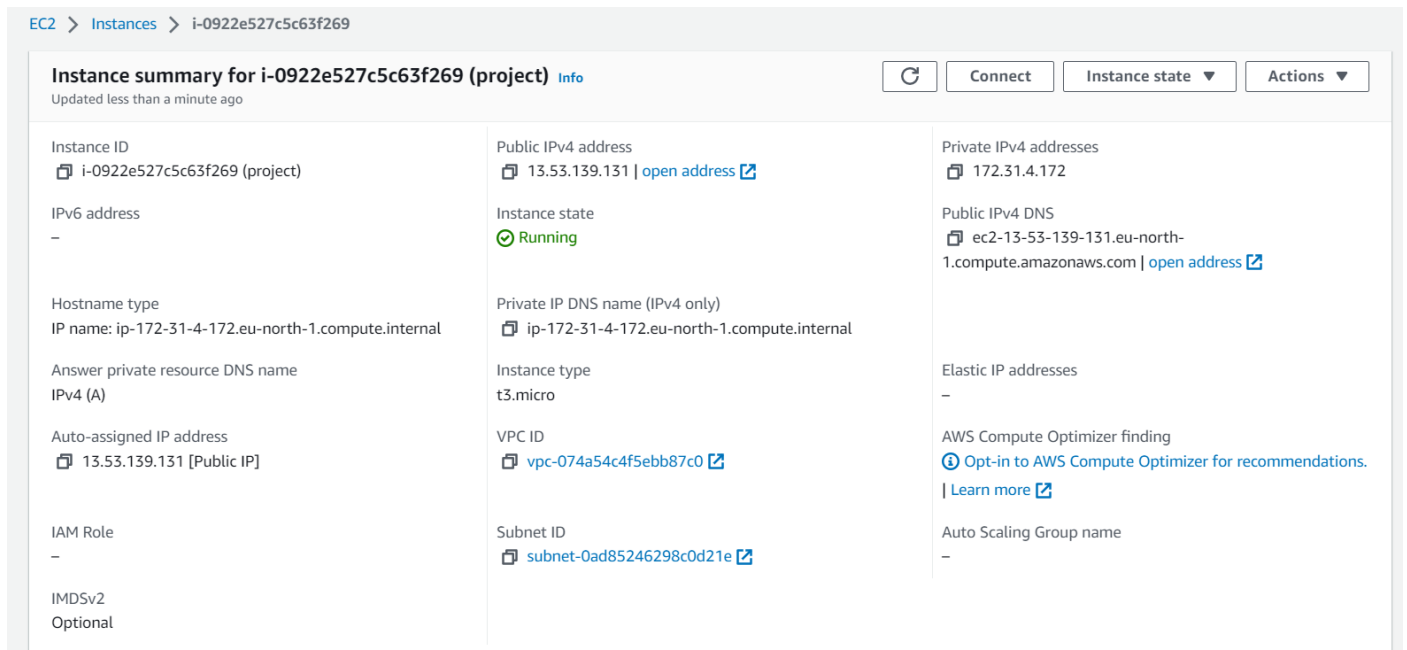 EC2 > Instances > i-0922e527c5c63f269
Instance summary for i-0922e527c5c63f269 (project) Info
Updated less than a minute ago
Connect
Instance state
Actions
Instance ID
i-0922e527c5c63f269 (project)
Public IPv4 address
13.53.139.131 | open address
Private IPv4 addresses
172.31.4.172
IPv6 address
–
Instance state
Running
Public IPv4 DNS
ec2-13-53-139-131.eu-north-
1.compute.amazonaws.com | open address
Hostname type
IP name: ip-172-31-4-172.eu-north-1.compute.internal
Private IP DNS name (IPv4 only)
ip-172-31-4-172.eu-north-1.compute.internal
Answer private resource DNS name
IPv4 (A)
Instance type
t3.micro
Elastic IP addresses
–
Auto-assigned IP address
13.53.139.131 [Public IP]
VPC ID
vpc-074a54c4f5ebb87c0
AWS Compute Optimizer finding
Opt-in to AWS Compute Optimizer for recommendations.
| Learn more
IAM Role
–
Subnet ID
subnet-0ad85246298c0d21e
Auto Scaling Group name
–
IMDSv2
Optional